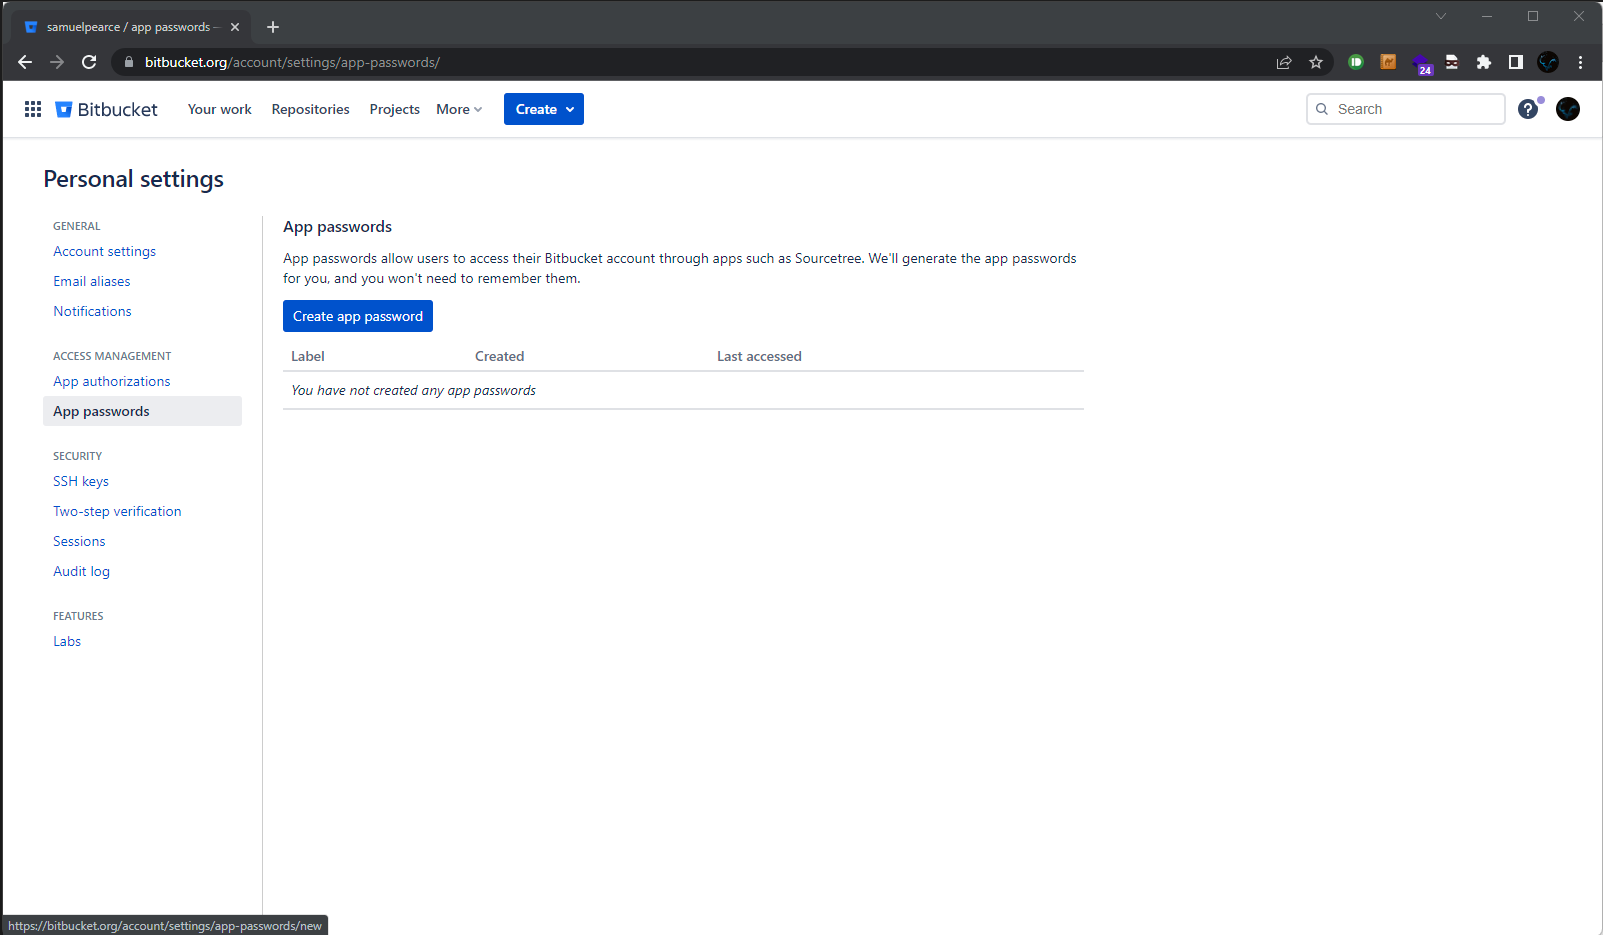 samuelpearce / app passwords —
bitbucket.org/account/settings/app-passwords/
24
Bitbucket
Your work
Repositories
Projects
More
Create
Search
Personal settings
GENERAL
Account settings
Email aliases
Notifications
ACCESS MANAGEMENT
App authorizations
App passwords
SECURITY
SSH keys
Two-step verification
Sessions
Audit log
FEATURES
Labs
App passwords
App passwords allow users to access their Bitbucket account through apps such as Sourcetree. We'll generate the app passwords
for you, and you won't need to remember them.
Create app password
Label Created Last accessed
You have not created any app passwords
https://bitbucket.org/account/settings/app-passwords/new